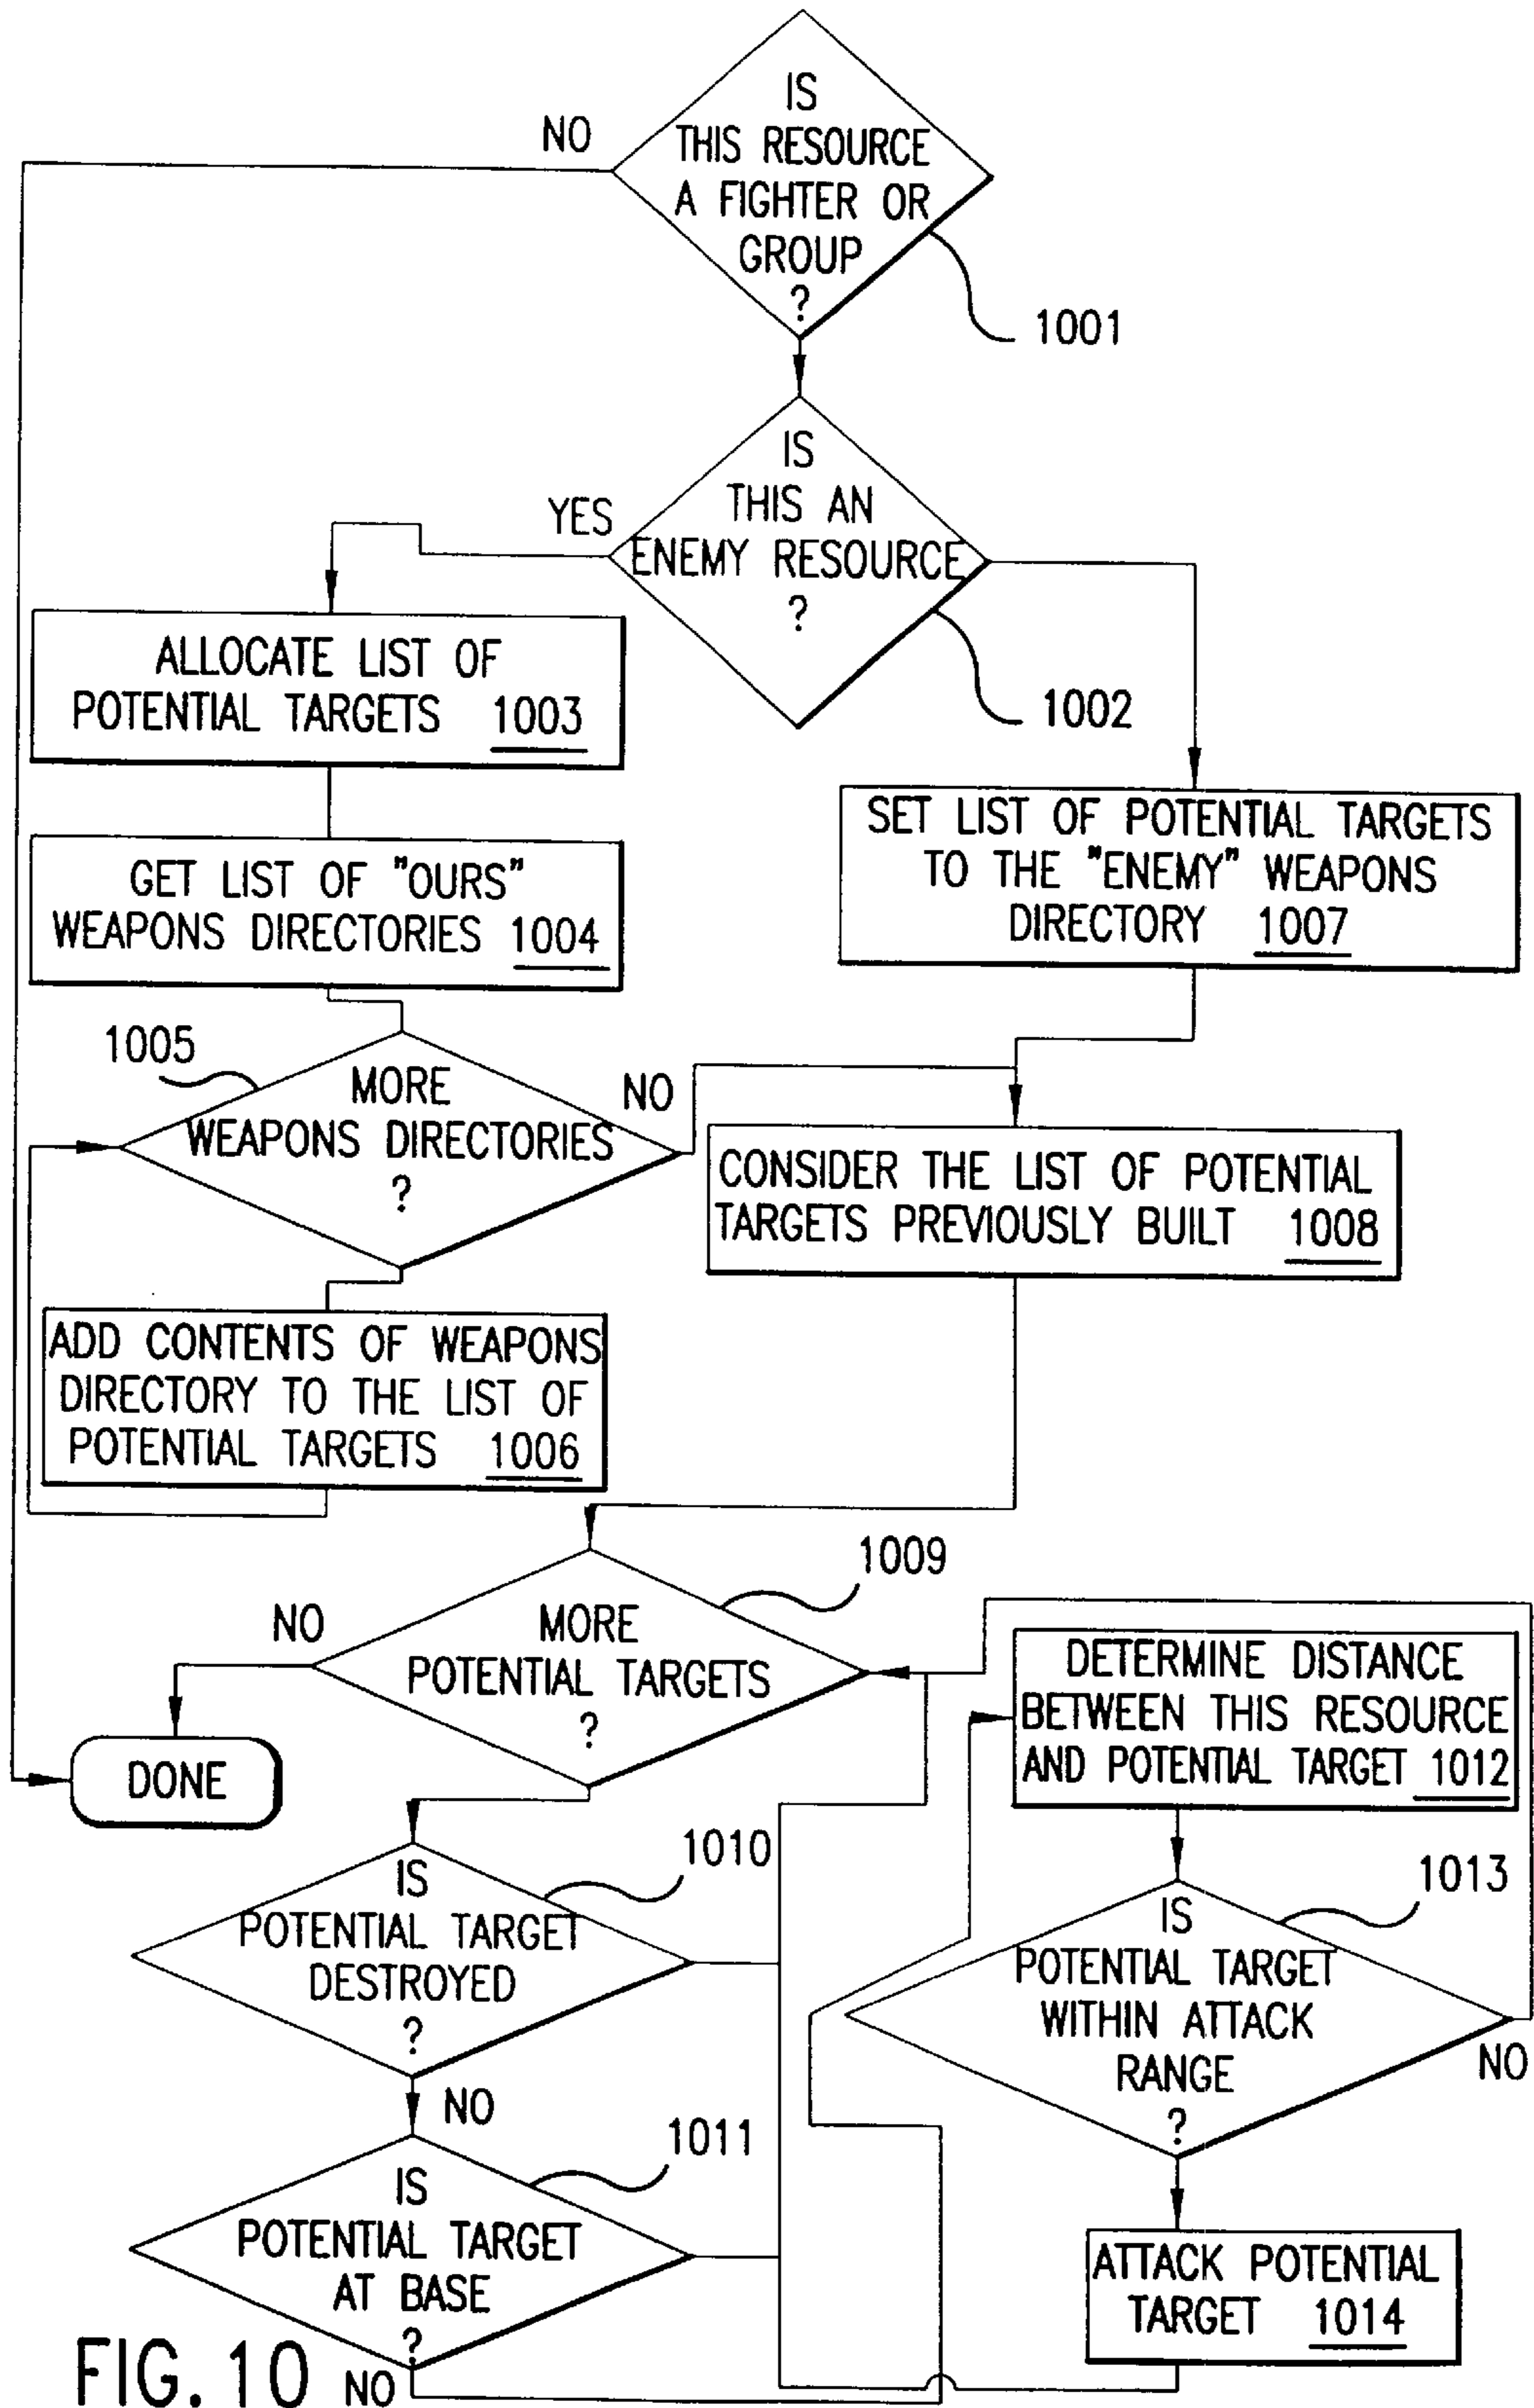 IS
THIS RESOURCE
A FIGHTER OR
GROUP
?
NO
1001
IS
THIS AN
ENEMY RESOURCE
?
YES
1002
ALLOCATE LIST OF
POTENTIAL TARGETS 1003
GET LIST OF "OURS"
WEAPONS DIRECTORIES 1004
SET LIST OF POTENTIAL TARGETS
TO THE "ENEMY" WEAPONS
DIRECTORY 1007
1005
MORE
WEAPONS DIRECTORIES
?
NO
CONSIDER THE LIST OF POTENTIAL
TARGETS PREVIOUSLY BUILT 1008
ADD CONTENTS OF WEAPONS
DIRECTORY TO THE LIST OF
POTENTIAL TARGETS 1006
1009
MORE
POTENTIAL TARGETS
?
NO
DONE
1010
IS
POTENTIAL TARGET
DESTROYED
?
NO
1011
IS
POTENTIAL TARGET
AT BASE
?
NO
DETERMINE DISTANCE
BETWEEN THIS RESOURCE
AND POTENTIAL TARGET 1012
1013
IS
POTENTIAL TARGET
WITHIN ATTACK
RANGE
?
NO
ATTACK POTENTIAL
TARGET 1014
FIG. 10